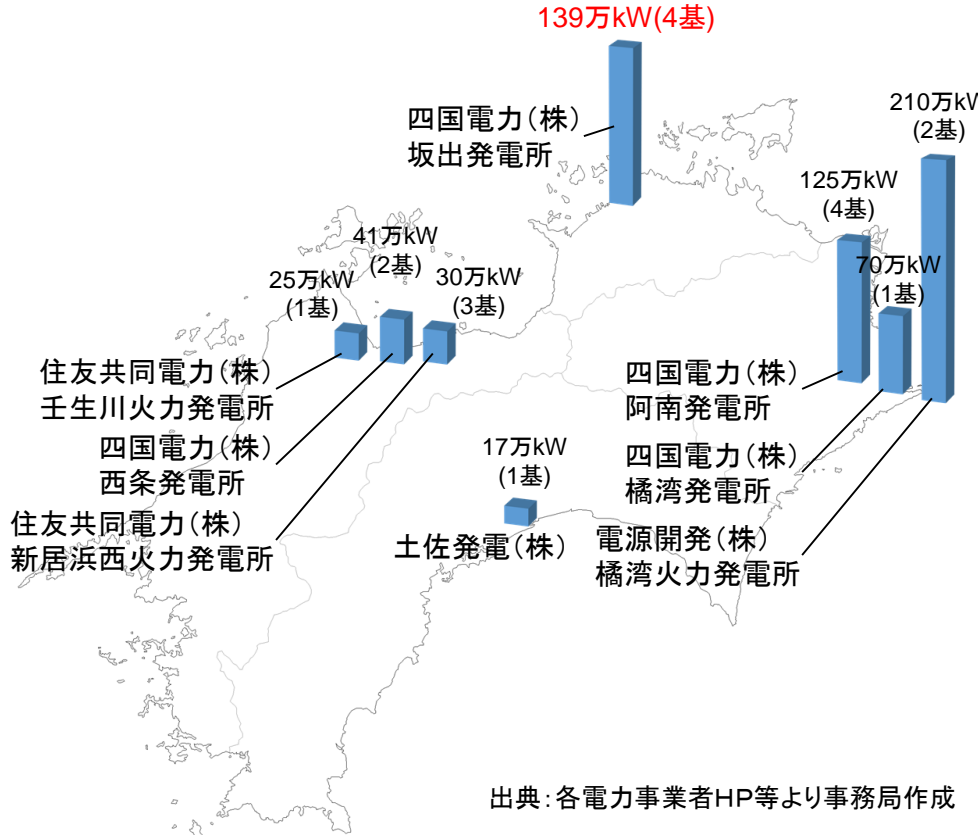 139万kW(4基)
四国電力(株)
坂出発電所
210万kW
(2基)
125万kW
(4基)
70万kW
(1基)
41万kW
(2基)
25万kW
(1基)
30万kW
(3基)
住友共同電力(株)
壬生川火力発電所
四国電力(株)
西条発電所
住友共同電力(株)
新居浜西火力発電所
17万kW
(1基)
土佐発電(株)
四国電力(株)
阿南発電所
四国電力(株)
橘湾発電所
電源開発(株)
橘湾火力発電所
出典:各電力事業者HP等より事務局作成